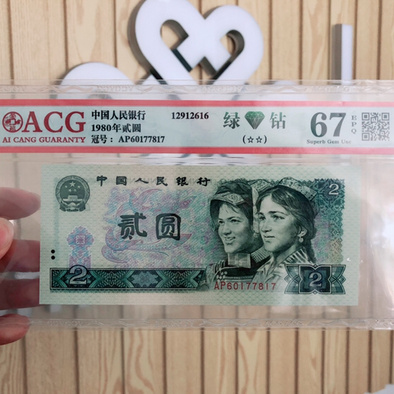 ACG
AI CANG GUARANTY
中国人民银行 12912616
1980年贰圆
冠号：AP60177817
绿 钻
(☆☆)
67 EPQ
Superb Gem Unc
中国人民银行
2
贰圆
2
2
AP60177817